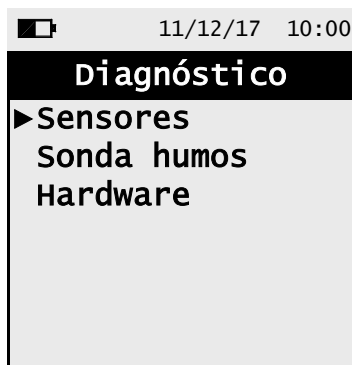 11/12/17 10:00
Diagnóstico
Sensores
Sonda humos
Hardware